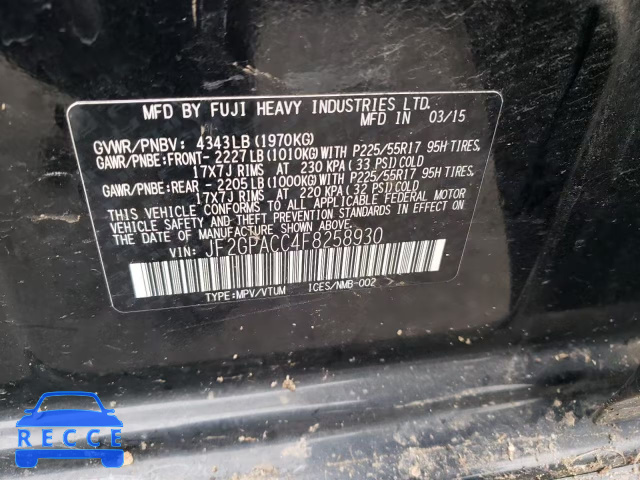 MFD BY FUJI HEAVY INDUSTRIES LTD.
MFD IN 03/15
GVWR/PNBV: 4343LB(1970KG)
GAWR/PNBE:FRONT-2227LB(1010KG)WITH P225/55R17 95H TIRES,
17X7J RIMS AT 230 KPA(33 PSI)COLD
GAWR/PNBE:REAR -2205LB(1000KG)WITH P225/55R17 95H TIRES,
17X7J RIMS AT 220 KPA(32 PSI)COLD
THIS VEHICLE CONFORMS TO ALL APPLICABLE FEDERAL MOTOR
VEHICLE SAFETY, BUMPER, AND THEFT PREVENTION STANDARDS IN EFFECT
ON THE DATE OF MANUFACTURE SHOWN ABOVE.
VIN: JF2GPACC4F8258930
TYPE:MPV/VTUM ICES/NMB-002
RECCE